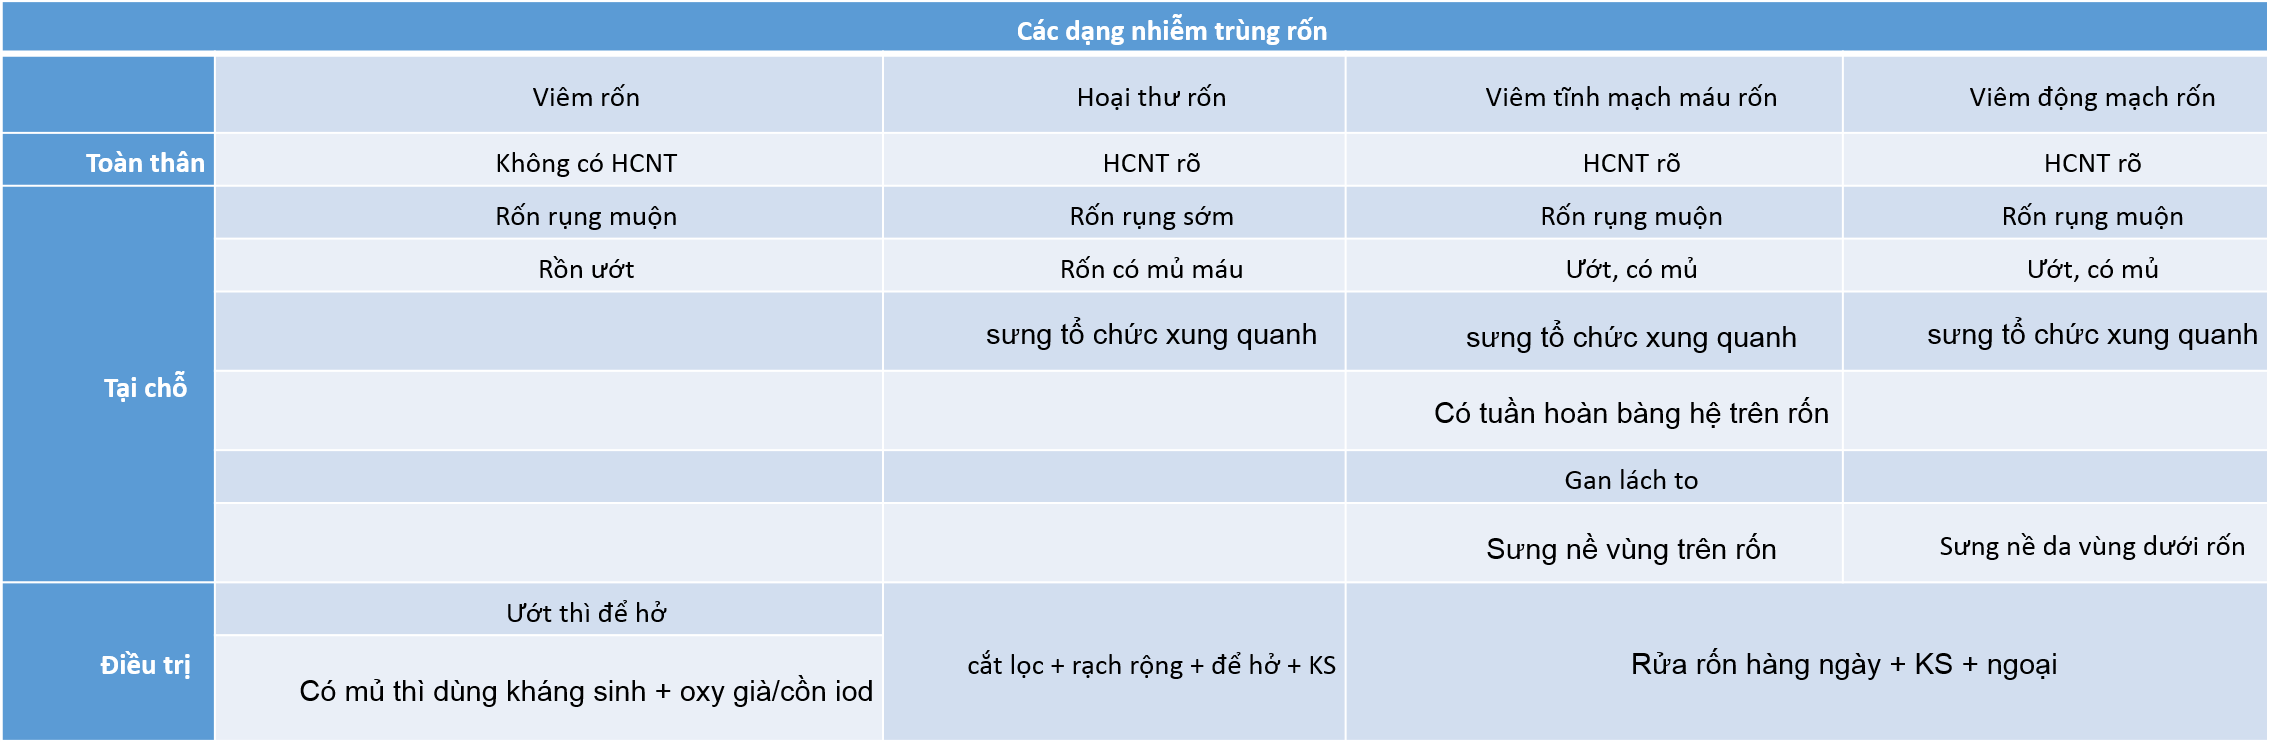 Các dạng nhiễm trùng rốn
Viêm rốn Hoại thư rốn Viêm tĩnh mạch máu rốn Viêm động mạch rốn
Toàn thân Không có HCNT HCNT rõ HCNT rõ HCNT rõ
Tại chỗ
Rốn rụng muộn Rốn rụng sớm Rốn rụng muộn Rốn rụng muộn
Rồn ướt Rốn có mủ máu Ướt, có mủ Ướt, có mủ
sưng tổ chức xung quanh sưng tổ chức xung quanh sưng tổ chức xung quanh
Có tuần hoàn bàng hệ trên rốn
Gan lách to
Sưng nề vùng trên rốn Sưng nề da vùng dưới rốn
Điều trị
Ướt thì để hở
Có mủ thì dùng kháng sinh + oxy già/cồn iod
cắt lọc + rạch rộng + để hở + KS
Rửa rốn hàng ngày + KS + ngoại